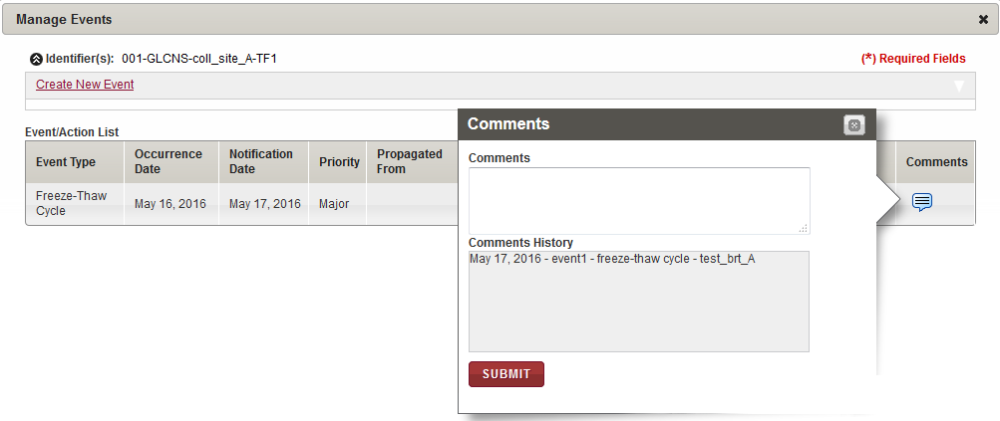 Manage Events
Identifier(s): 001-GLCNS-coll_site_A-TF1
(*) Required Fields
Create New Event
Event/Action List
Event Type
Occurrence Date
Notification Date
Priority
Propagated From
Comments
Freeze-Thaw Cycle
May 16, 2016
May 17, 2016
Major
Comments
Comments
Comments History
May 17, 2016 - event1 - freeze-thaw cycle - test_brt_A
SUBMIT